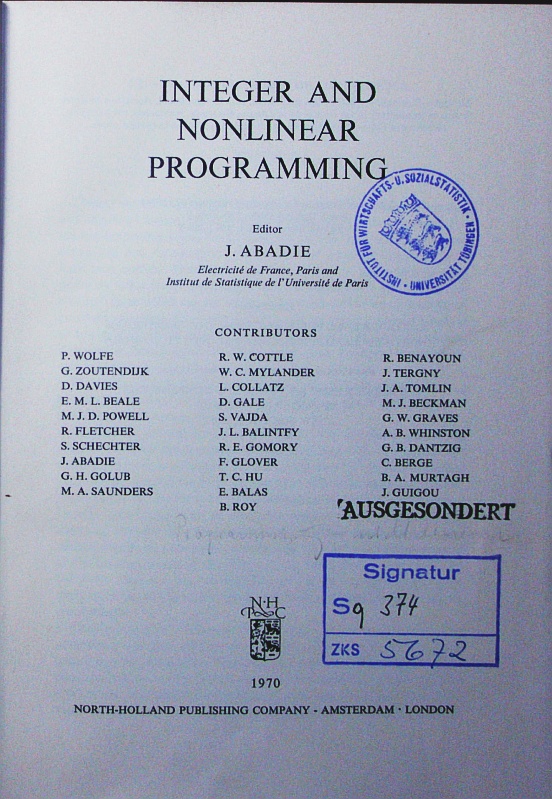 INTEGER AND
NONLINEAR
PROGRAMMING
INSTITUT FÜR WIRTSCHAFTS- U. SOZIALSTATISTIK · UNIVERSITÄT TÜBINGEN ·
Editor
J. ABADIE
Electricité de France, Paris and
Institut de Statistique de l'Université de Paris
CONTRIBUTORS
P. WOLFE
G. ZOUTENDIJK
D. DAVIES
E. M. L. BEALE
M. J. D. POWELL
R. FLETCHER
S. SCHECHTER
J. ABADIE
G. H. GOLUB
M. A. SAUNDERS
R. W. COTTLE
W. C. MYLANDER
L. COLLATZ
D. GALE
S. VAJDA
J. L. BALINTFY
R. E. GOMORY
F. GLOVER
T. C. HU
E. BALAS
B. ROY
R. BENAYOUN
J. TERGNY
J. A. TOMLIN
M. J. BECKMAN
G. W. GRAVES
A. B. WHINSTON
G. B. DANTZIG
C. BERGE
B. A. MURTAGH
J. GUIGOU
AUSGESONDERT
Signatur
Sq 374
ZKS 5672
N·H
C
1970
NORTH-HOLLAND PUBLISHING COMPANY - AMSTERDAM · LONDON